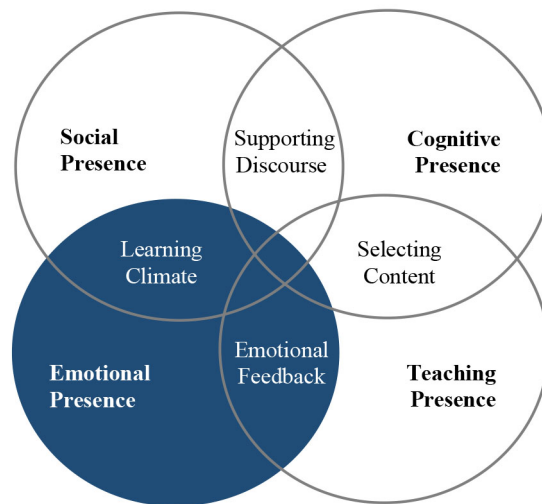 Social
Presence
Supporting
Discourse
Cognitive
Presence
Learning
Climate
Selecting
Content
Emotional
Presence
Emotional
Feedback
Teaching
Presence